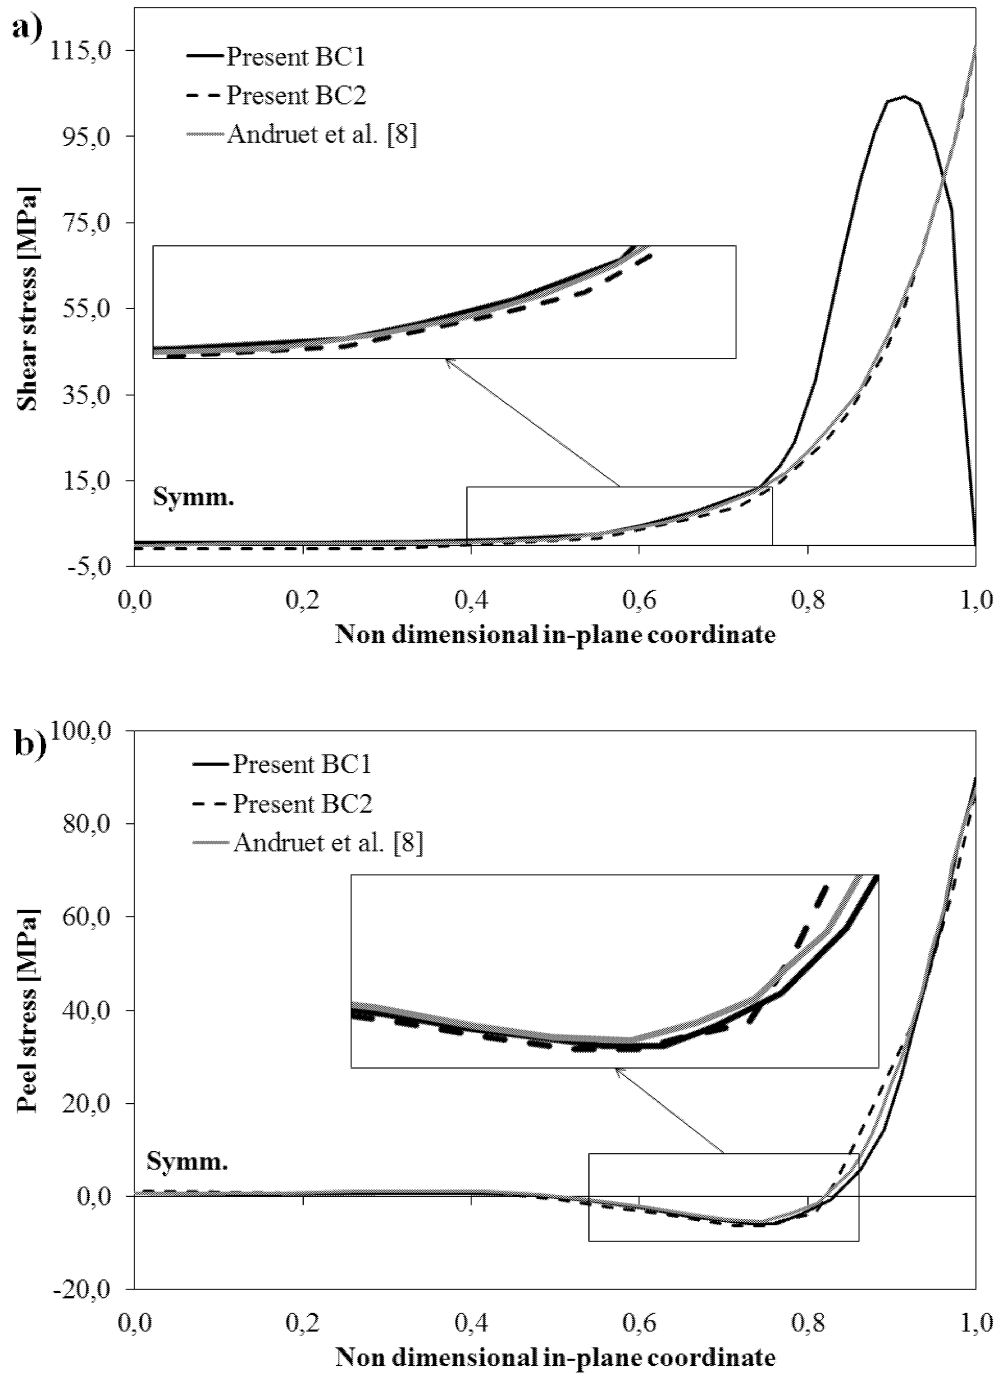 a)
115,0
Present BC1
Present BC2
95,0
Andruet et al. [8]
75,0
Shear stress [MPa]
55,0
35,0
15,0
Symm.
-5,0
0,0 0,2 0,4 0,6 0,8 1,0
Non dimensional in-plane coordinate
b)
100,0
Present BC1
Present BC2
80,0
Andruet et al. [8]
60,0
Peel stress [MPa]
40,0
20,0
Symm.
0,0
-20,0
0,0 0,2 0,4 0,6 0,8 1,0
Non dimensional in-plane coordinate